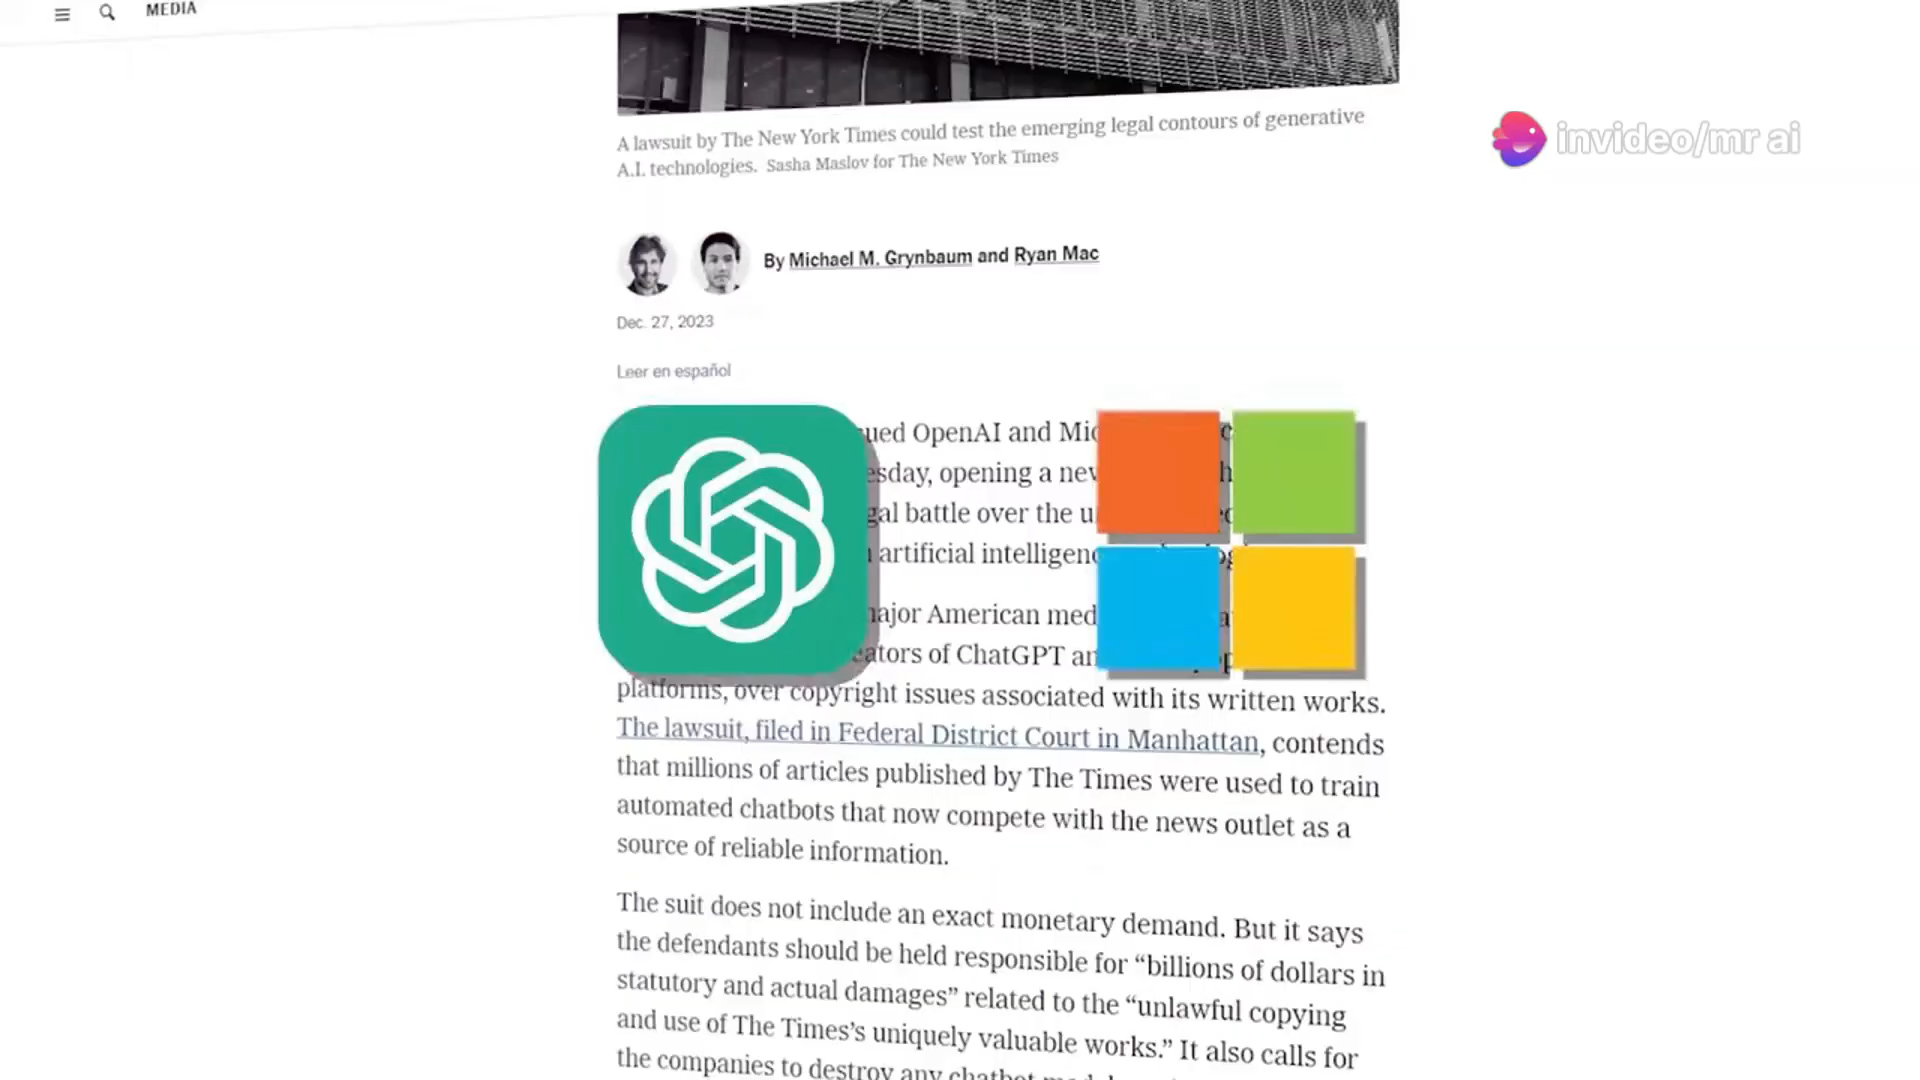 MEDIA
A lawsuit by The New York Times could test the emerging legal contours of generative
A.I. technologies. Sasha Maslov for The New York Times
invideo/mr ai
By Michael M. Grynbaum and Ryan Mac
Dec. 27, 2023
Leer en español
ued OpenAI and Mic
esday, opening a new
gal battle over the u
artificial intelligenc
ajor American med
eators of ChatGPT an
platforms, over copyright issues associated with its written works.
The lawsuit, filed in Federal District Court in Manhattan, contends
that millions of articles published by The Times were used to train
automated chatbots that now compete with the news outlet as a
source of reliable information.
The suit does not include an exact monetary demand. But it says
the defendants should be held responsible for “billions of dollars in
statutory and actual damages” related to the “unlawful copying
and use of The Times’s uniquely valuable works.” It also calls for
the companies to destroy any chatbot